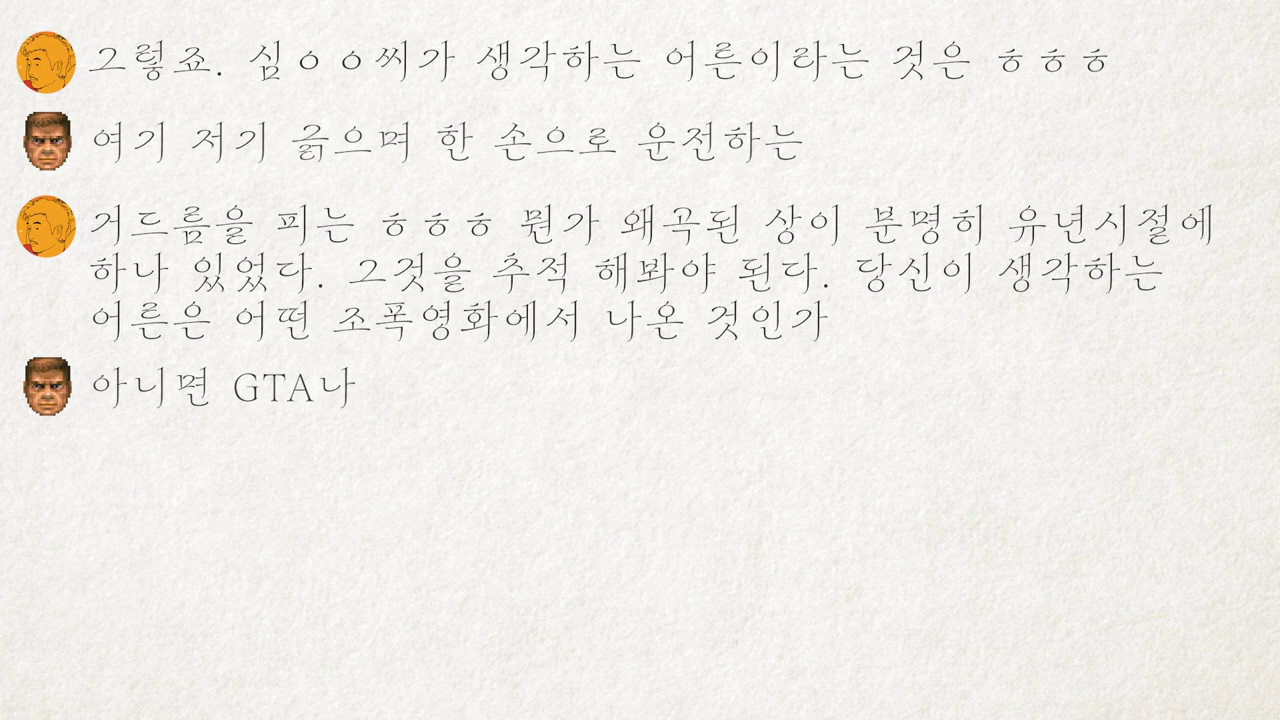 그렇죠. 심ㅇㅇ씨가 생각하는 어른이라는 것은 ㅎㅎㅎ
여기 저기 긁으며 한 손으로 운전하는
거드름을 피는 ㅎㅎㅎ 뭔가 왜곡된 상이 분명히 유년시절에
하나 있었다. 그것을 추적 해봐야 된다. 당신이 생각하는
어른은 어떤 조폭영화에서 나온 것인가
아니면 GTA나